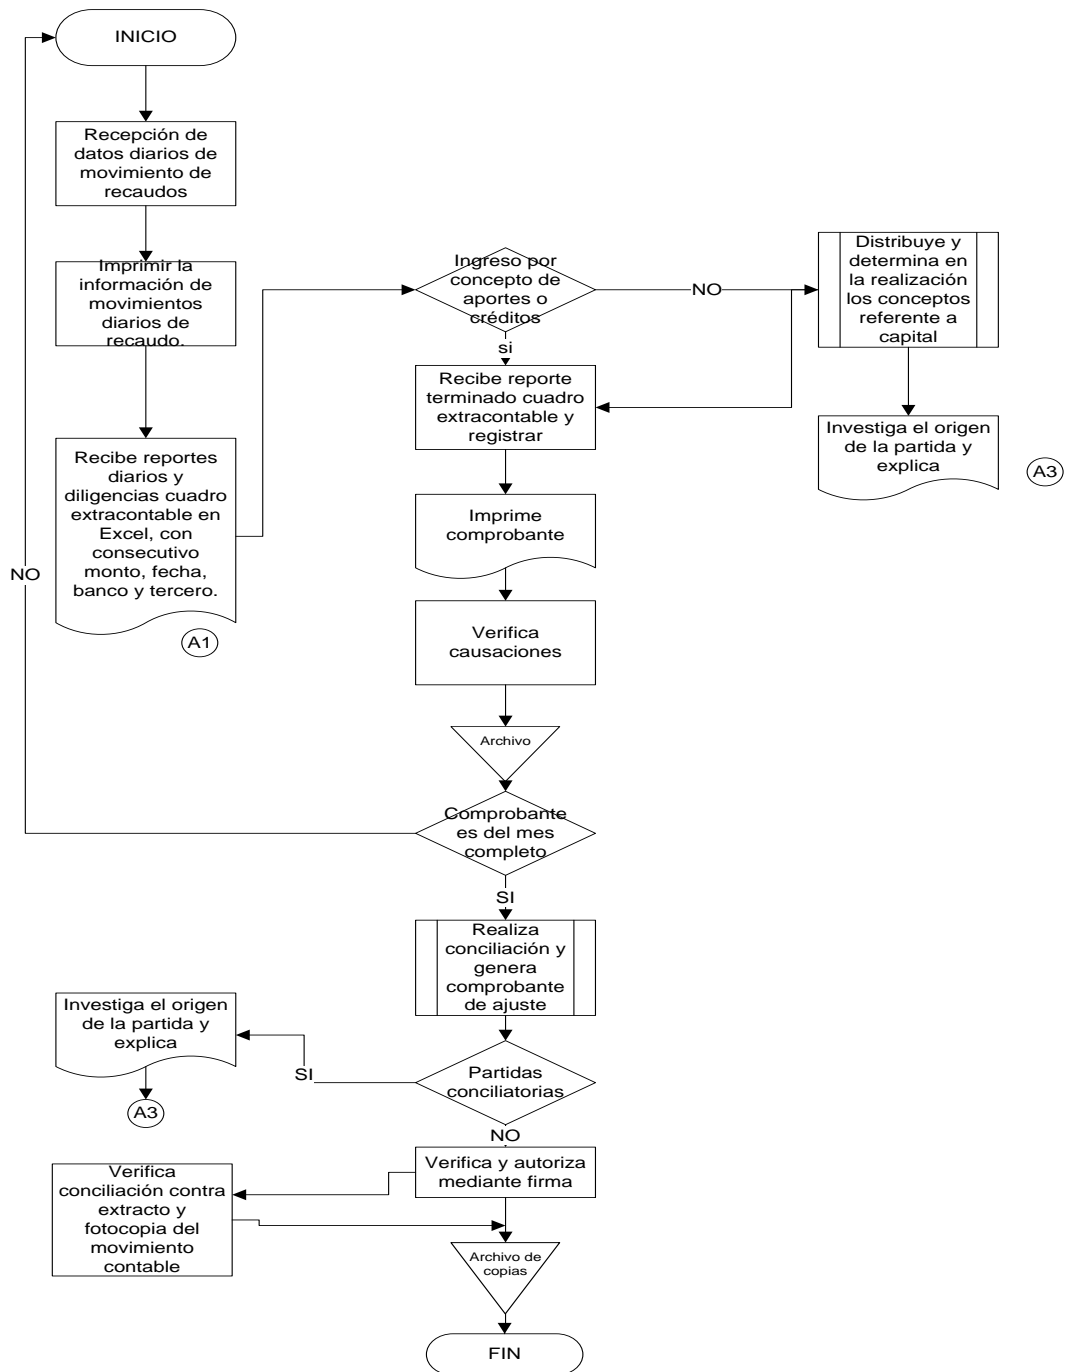 INICIO
Recepción de
datos diarios de
movimiento de
recaudos
Imprimir la
información de
movimientos
diarios de
recaudo.
Recibe reportes
diarios y
diligencias cuadro
extracontable en
Excel, con
consecutivo
monto, fecha,
banco y tercero.
A1
NO
Ingreso por
concepto de
aportes o
créditos
NO
si
Distribuye y
determina en
la realización
los conceptos
referente a
capital
Investiga el origen
de la partida y
explica
A3
Recibe reporte
terminado cuadro
extracontable y
registrar
Imprime
comprobante
Verifica
causaciones
Archivo
Comprobante
es del mes
completo
SI
Realiza
conciliación y
genera
comprobante
de ajuste
Partidas
conciliatorias
SI
Investiga el origen
de la partida y
explica
A3
NO
Verifica y autoriza
mediante firma
Verifica
conciliación contra
extracto y
fotocopia del
movimiento
contable
Archivo de
copias
FIN